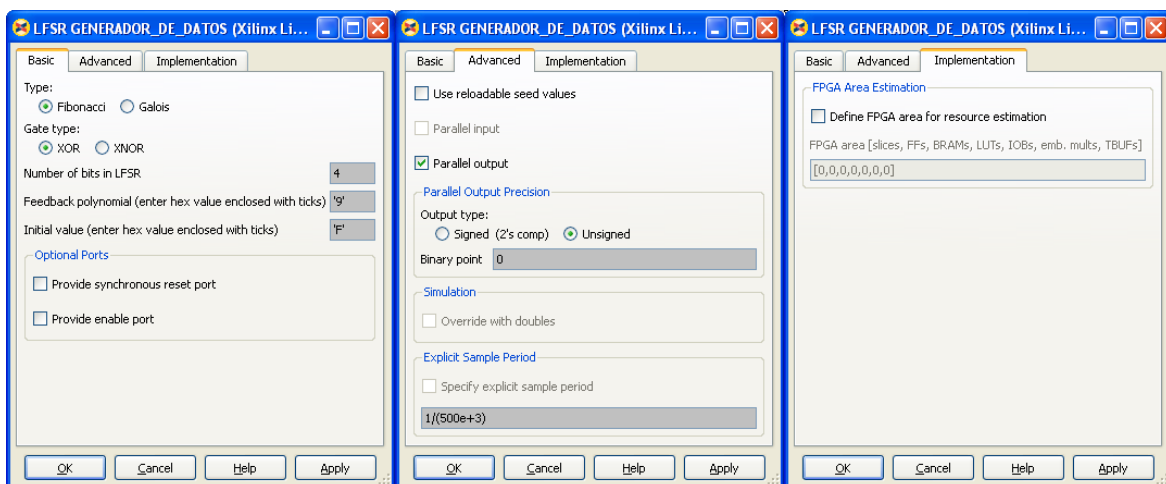 LFSR GENERADOR_DE_DATOS (Xilinx Li...
Basic Advanced Implementation
Type:
Fibonacci Galois
Gate type:
XOR XNOR
Number of bits in LFSR 4
Feedback polynomial (enter hex value enclosed with ticks) '9'
Initial value (enter hex value enclosed with ticks) 'F'
Optional Ports
Provide synchronous reset port
Provide enable port
OK Cancel Help Apply
LFSR GENERADOR_DE_DATOS (Xilinx Li...
Basic Advanced Implementation
Use reloadable seed values
Parallel input
Parallel output
Parallel Output Precision
Output type:
Signed (2's comp) Unsigned
Binary point 0
Simulation
Override with doubles
Explicit Sample Period
Specify explicit sample period
1/(500e+3)
OK Cancel Help Apply
LFSR GENERADOR_DE_DATOS (Xilinx Li...
Basic Advanced Implementation
FPGA Area Estimation
Define FPGA area for resource estimation
FPGA area [slices, FFs, BRAMs, LUTs, IOBs, emb. mults, TBUFs]
[0,0,0,0,0,0,0]
OK Cancel Help Apply